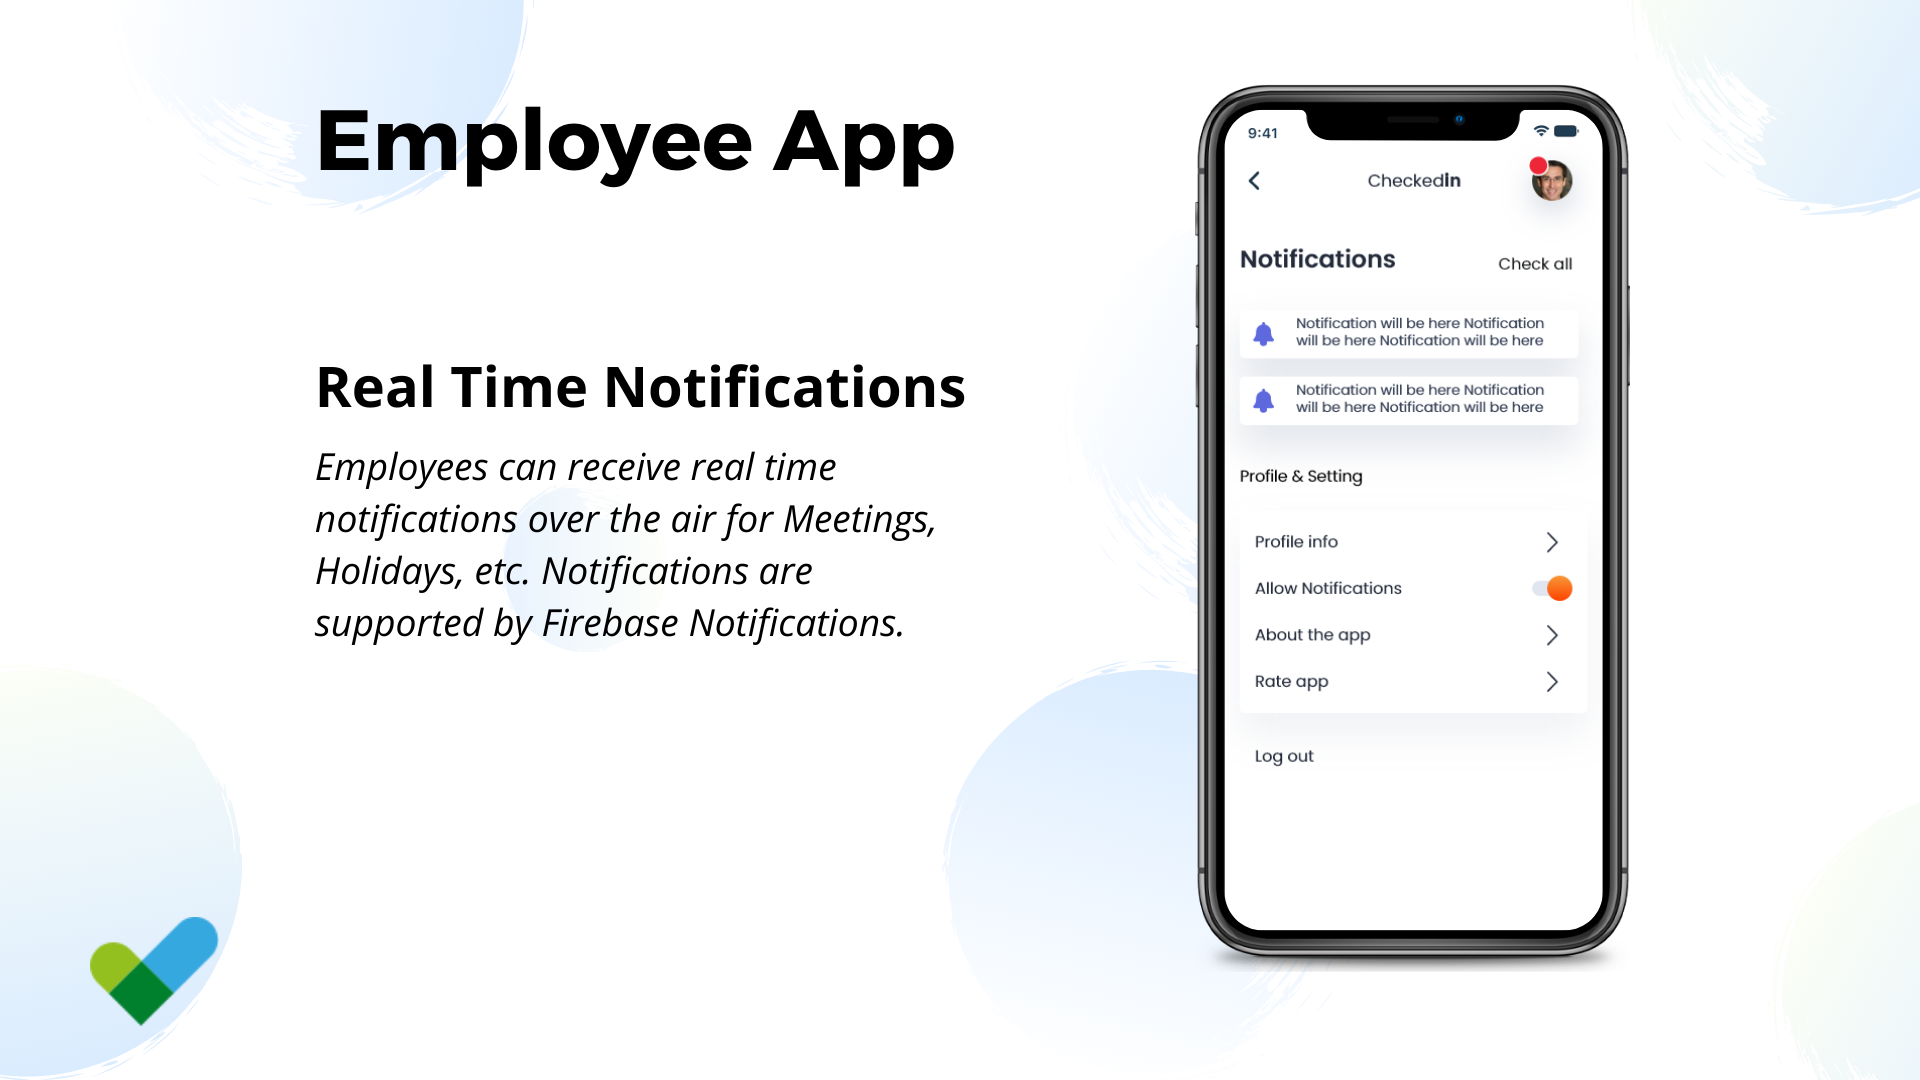 Employee App
Real Time Notifications
Employees can receive real time
notifications over the air for Meetings,
Holidays, etc. Notifications are
supported by Firebase Notifications.
9:41
Checkedin
Notifications
Check all
Notification will be here Notification
will be here Notification will be here
Notification will be here Notification
will be here Notification will be here
Profile & Setting
Profile info
Allow Notifications
About the app
Rate app
Log out